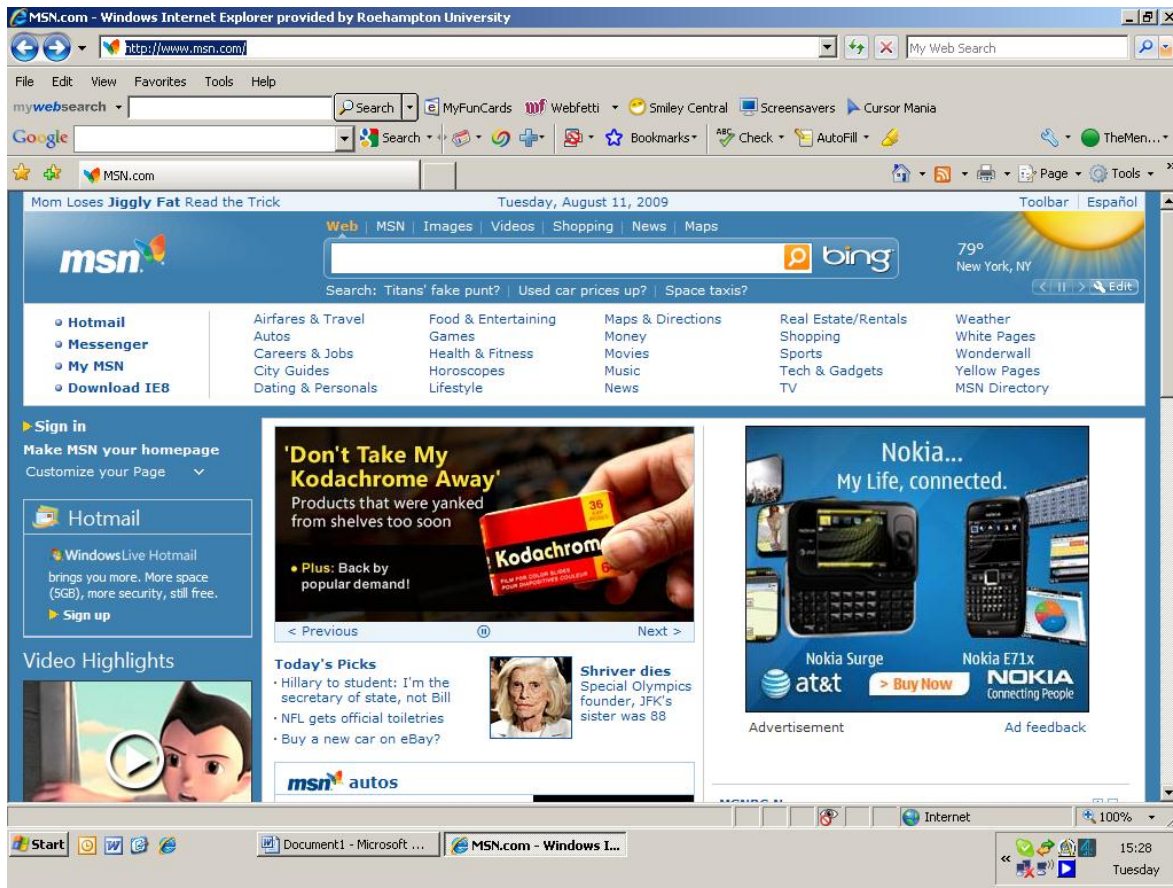 MSN.com - Windows Internet Explorer provided by Roehampton University
http://www.msn.com/
My Web Search
File Edit View Favorites Tools Help
mywebsearch Search MyFunCards Webfetti Smiley Central Screensavers Cursor Mania
Google Search Bookmarks Check AutoFill TheMen...
MSN.com Page Tools
Mom Loses Jiggly Fat Read the Trick Tuesday, August 11, 2009 Toolbar Español
Web MSN Images Videos Shopping News Maps
msn bing
79°
New York, NY
Edit
Search: Titans' fake punt? Used car prices up? Space taxis?
Hotmail
Messenger
My MSN
Download IE8
Airfares & Travel Food & Entertaining Maps & Directions Real Estate/Rentals Weather
Autos Games Money Shopping White Pages
Careers & Jobs Health & Fitness Movies Sports Wonderwall
City Guides Horoscopes Music Tech & Gadgets Yellow Pages
Dating & Personals Lifestyle News TV MSN Directory
Sign in
Make MSN your homepage
Customize your Page
Hotmail
WindowsLive Hotmail
brings you more. More space
(5GB), more security, still free.
Sign up
Video Highlights
'Don't Take My
Kodachrome Away'
Products that were yanked
from shelves too soon
• Plus: Back by
popular demand!
36
Kodachrom
FILM FOR COLOR SLIDES
POUR DIAPOSITIVES COULEUR
6
< Previous Next >
Today's Picks
· Hillary to student: I'm the
secretary of state, not Bill
· NFL gets official toiletries
· Buy a new car on eBay?
Shriver dies
Special Olympics
founder, JFK's
sister was 88
msn autos
Nokia...
My Life, connected.
Nokia Surge Nokia E71x
at&t > Buy Now NOKIA
Connecting People
Advertisement Ad feedback
Internet 100%
Start Document1 - Microsoft ... MSN.com - Windows I...
15:28
Tuesday